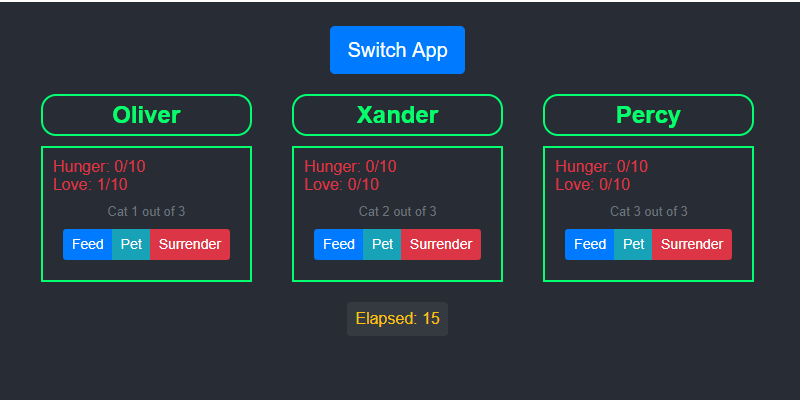 Switch App
Oliver
Xander
Percy
Hunger: 0/10
Love: 1/10
Cat 1 out of 3
Feed Pet Surrender
Hunger: 0/10
Love: 0/10
Cat 2 out of 3
Feed Pet Surrender
Hunger: 0/10
Love: 0/10
Cat 3 out of 3
Feed Pet Surrender
Elapsed: 15